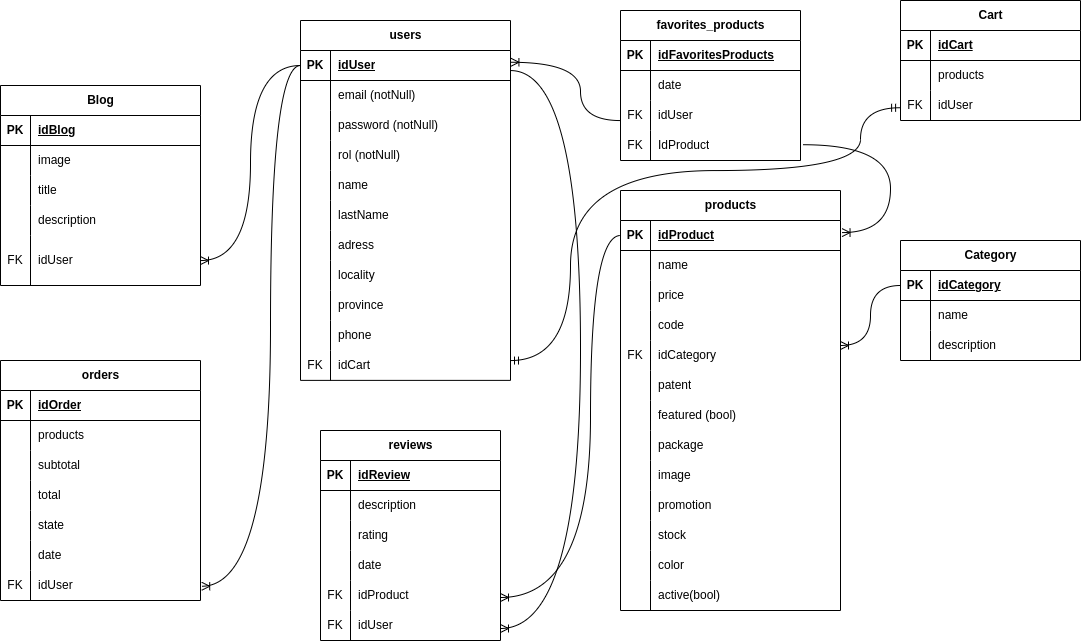 Blog
PK idBlog
image
title
description
FK idUser
orders
PK idOrder
products
subtotal
total
state
date
FK idUser
users
PK idUser
email (notNull)
password (notNull)
rol (notNull)
name
lastName
adress
locality
province
phone
FK idCart
reviews
PK idReview
description
rating
date
FK idProduct
FK idUser
favorites_products
PK idFavoritesProducts
date
FK idUser
FK IdProduct
products
PK idProduct
name
price
code
FK idCategory
patent
featured (bool)
package
image
promotion
stock
color
active(bool)
Cart
PK idCart
products
FK idUser
Category
PK idCategory
name
description